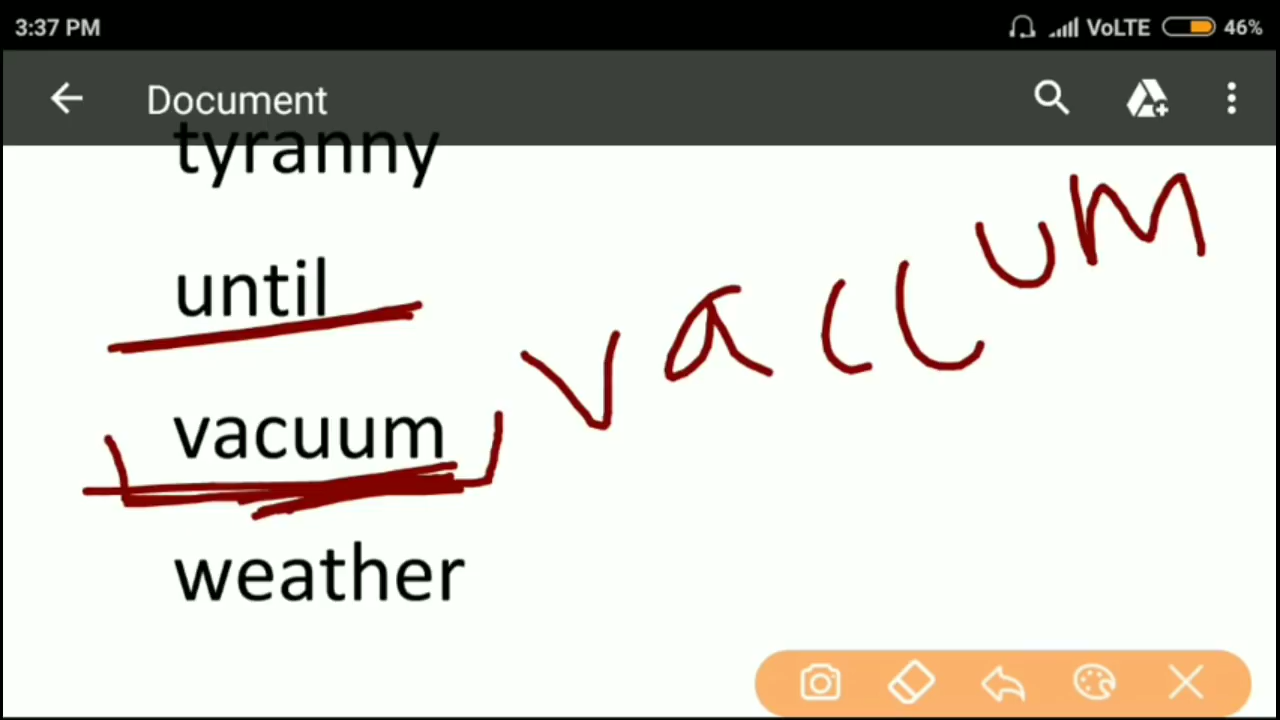 3:37 PM VoLTE 46%
Document
tyranny
until
vacuum
vaccum
weather